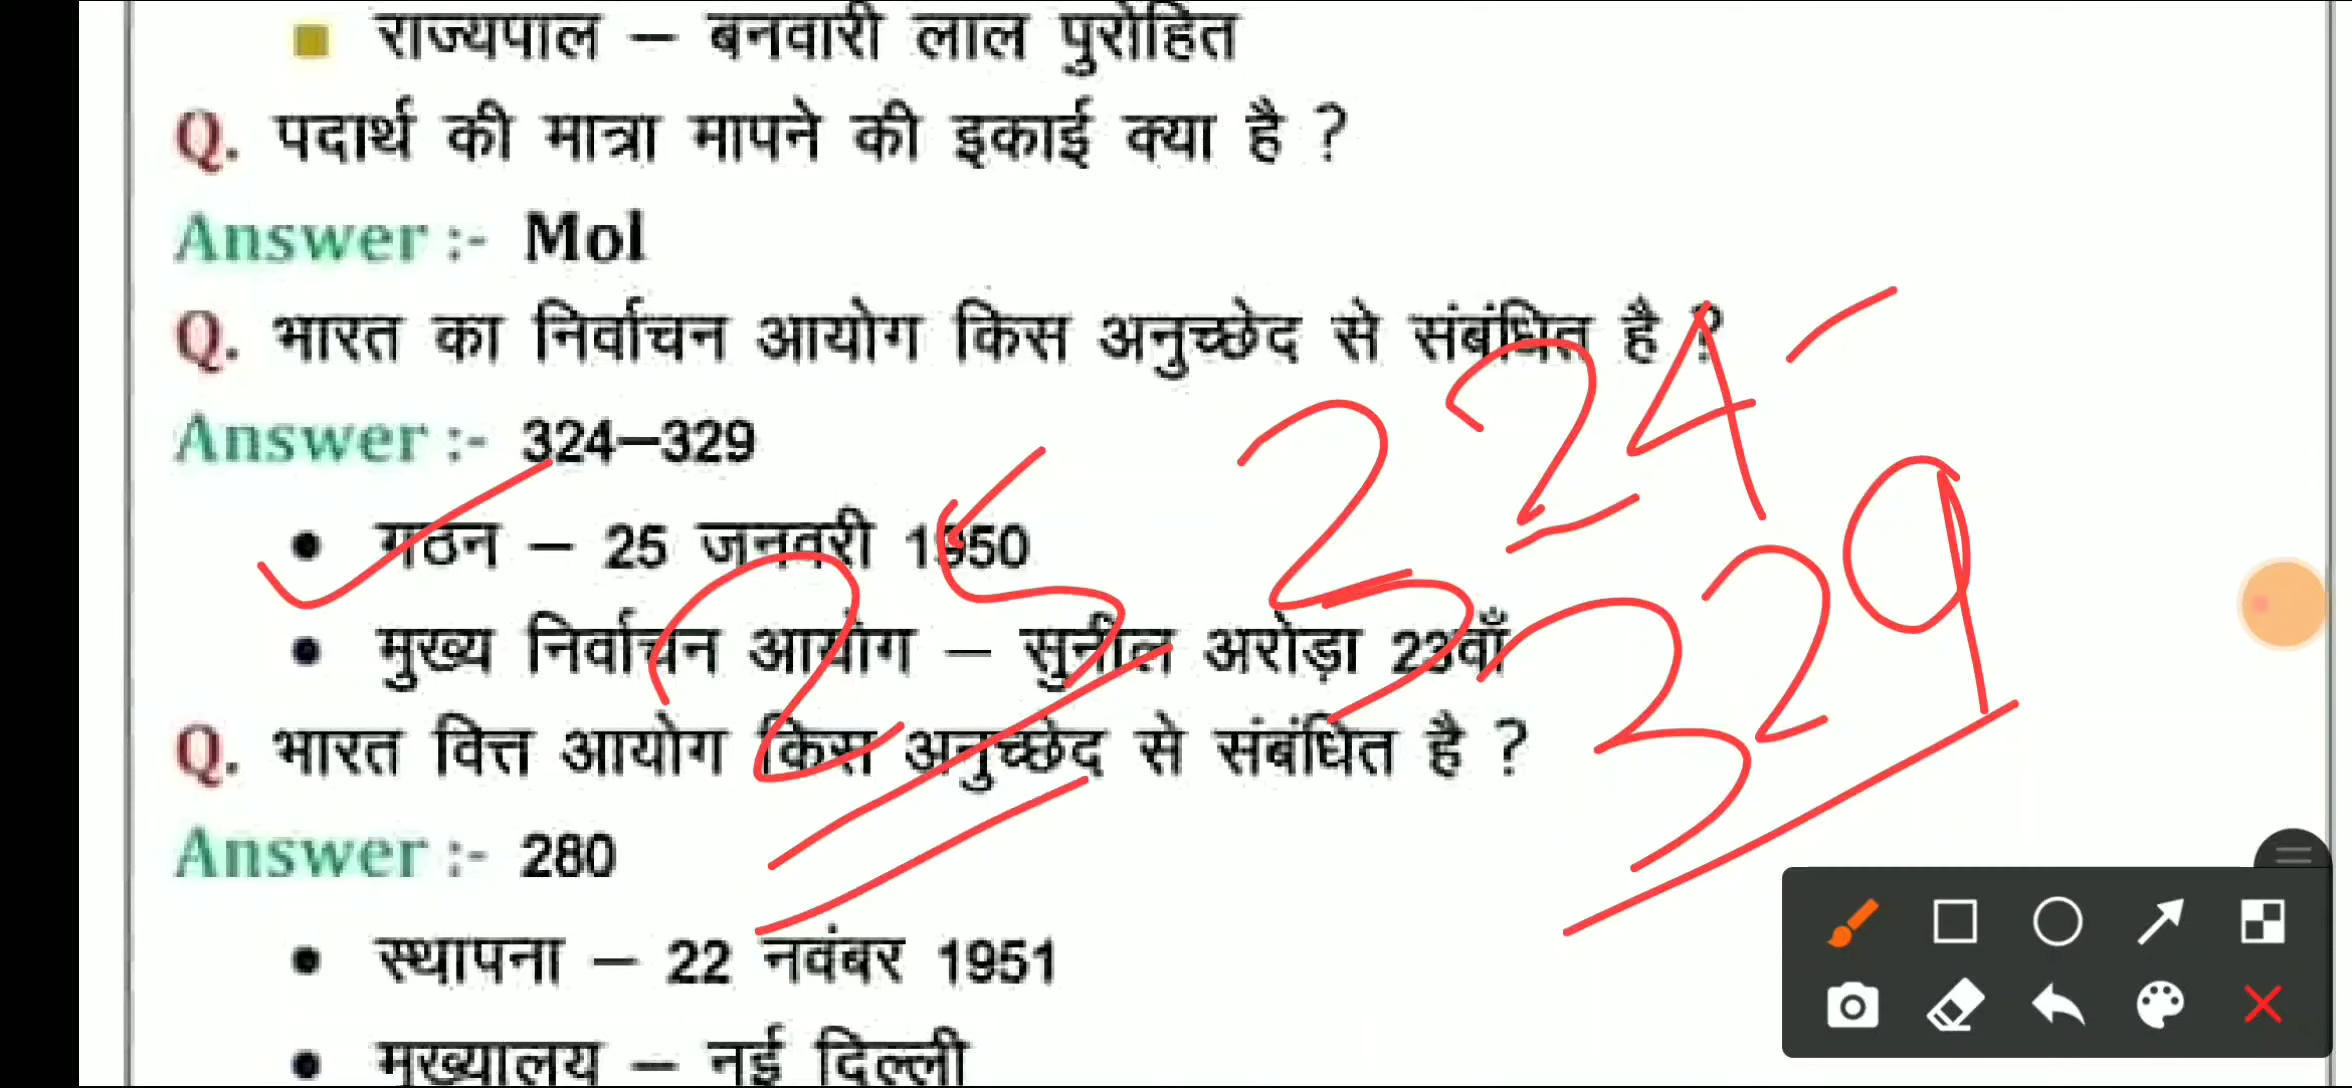 राज्यपाल – बनवारी लाल पुरोहित
Q. पदार्थ की मात्रा मापने की इकाई क्या है ?
Answer :- Mol
Q. भारत का निर्वाचन आयोग किस अनुच्छेद से संबंधित है ?
Answer :- 324–329
324 –
• गठन – 25 जनवरी 1950
25
329
• मुख्य निर्वाचन आयोग – सुनील अरोड़ा 23वाँ
Q. भारत वित्त आयोग किस अनुच्छेद से संबंधित है ?
Answer :- 280
• स्थापना – 22 नवंबर 1951
• मुख्यालय – नई दिल्ली